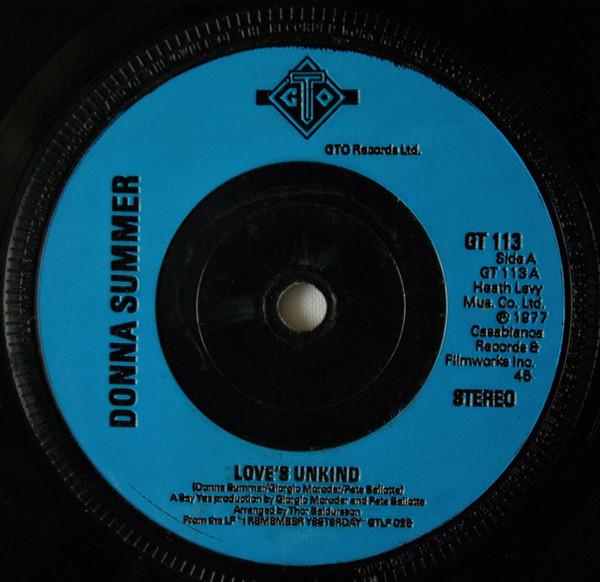 GTO
GTO Records Ltd.
DONNA SUMMER
GT 113
Side A
GT 113 A
Heath Levy
Mus. Co. Ltd.
℗ 1977
Casablanca
Records &
Filmworks Inc.
45
STEREO
LOVE'S UNKIND
(Donna Summer/Giorgio Moroder/Pete Bellotte)
A Say Yes production by Giorgio Moroder and Pete Bellotte
Arranged by Thor Baldursson
From the LP "I REMEMBER YESTERDAY" GTLP 025